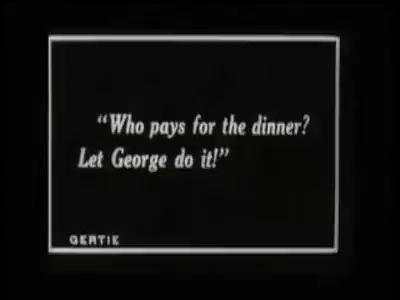 “Who pays for the dinner?
Let George do it!”
GERTIE